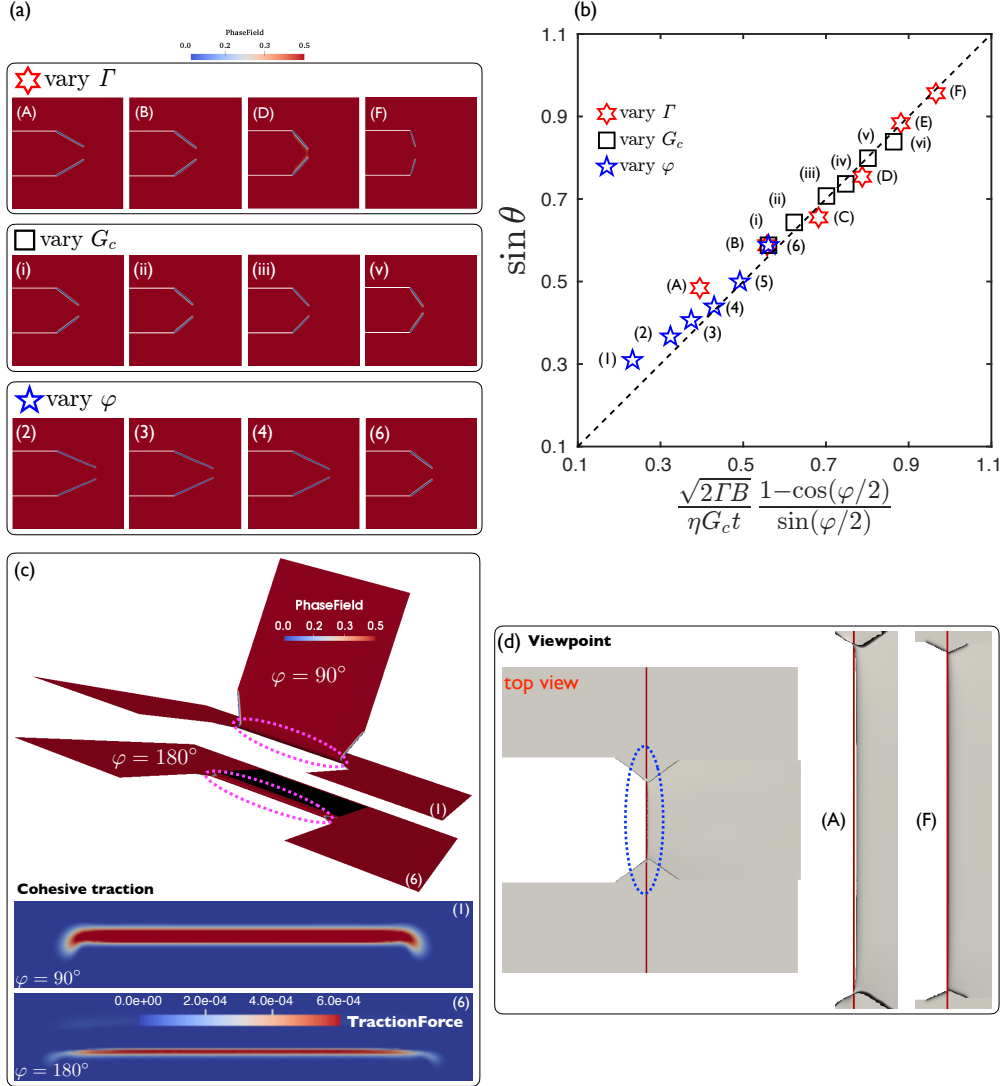 (a)
PhaseField
0.0 0.2 0.3 0.5
vary Γ
(A) (B) (D) (F)
vary G_c
(i) (ii) (iii) (v)
vary φ
(2) (3) (4) (6)
(b)
1.1
0.9
0.7
0.5
0.3
0.1
sin θ
vary Γ
vary G_c
vary φ
(F)
(E)
(v)
(vi)
(iv)
(D)
(iii)
(ii)
(C)
(i)
(B) (6)
(A) (5)
(4)
(2) (3)
(1)
0.1 0.3 0.5 0.7 0.9 1.1
√2ΓB 1−cos(φ/2)
ηG_ct sin(φ/2)
(c)
PhaseField
0.0 0.2 0.3 0.5
φ = 90°
φ = 180°
(1)
(6)
Cohesive traction
(1)
φ = 90°
(6)
0.0e+00 2.0e-04 4.0e-04 6.0e-04
TractionForce
φ = 180°
(d) Viewpoint
top view
(A) (F)